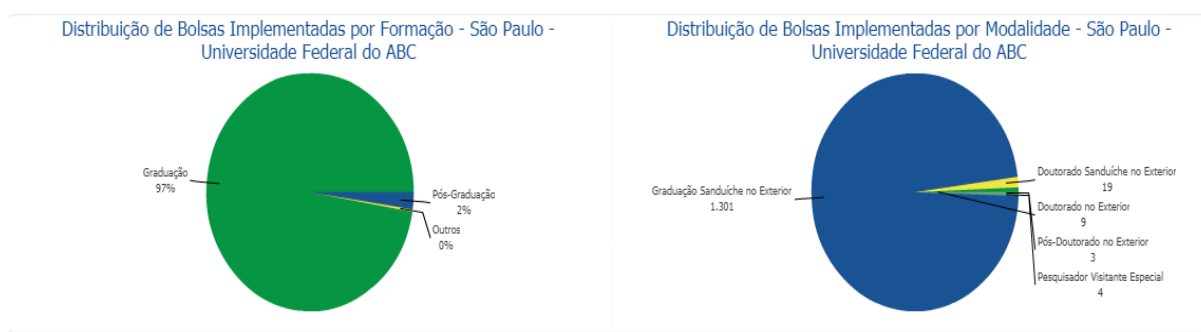 Distribuição de Bolsas Implementadas por Formação - São Paulo -
Universidade Federal do ABC
Graduação
97%
Pós-Graduação
2%
Outros
0%
Distribuição de Bolsas Implementadas por Modalidade - São Paulo -
Universidade Federal do ABC
Graduação Sanduíche no Exterior
1.301
Doutorado Sanduíche no Exterior
19
Doutorado no Exterior
9
Pós-Doutorado no Exterior
3
Pesquisador Visitante Especial
4